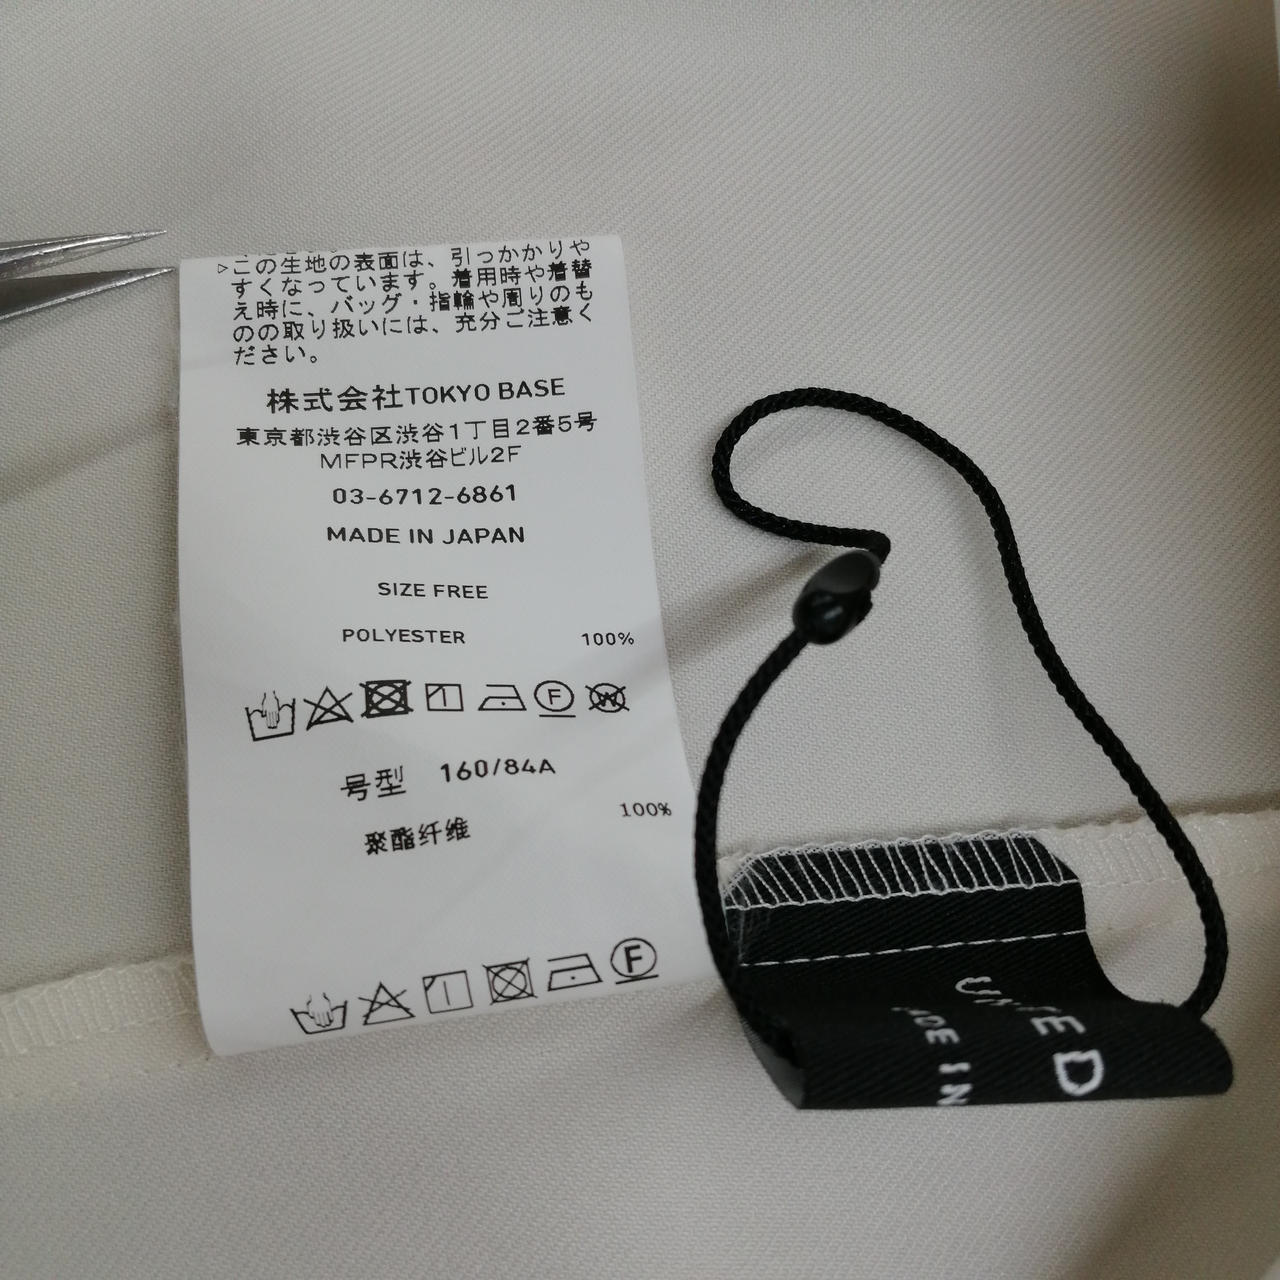 ▷この生地の表面は、引っかかりや
すくなっています。着用時や着替
え時に、バッグ・指輪や周りのも
のの取り扱いには、充分ご注意く
ださい。
株式会社TOKYO BASE
東京都渋谷区渋谷1丁目2番5号
MFPR渋谷ビル2F
03-6712-6861
MADE IN JAPAN
SIZE FREE
POLYESTER 100%
F W
号型 160/84A
聚酯纤维 100%
F
IN